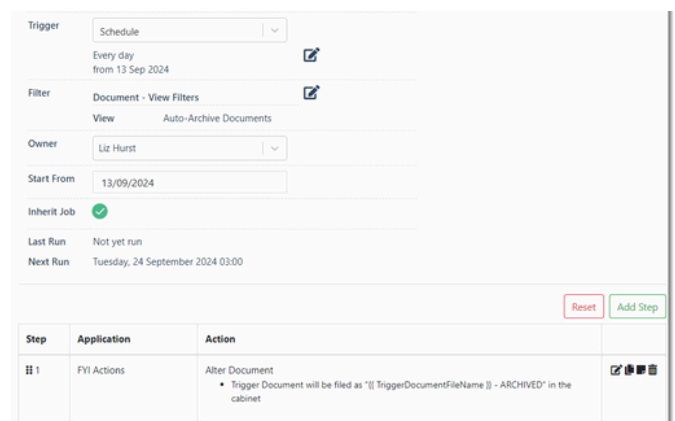 Trigger Schedule
Every day
from 13 Sep 2024
Filter Document - View Filters
View Auto-Archive Documents
Owner Liz Hurst
Start From 13/09/2024
Inherit Job
Last Run Not yet run
Next Run Tuesday, 24 September 2024 03:00
Reset Add Step
Step Application Action
1 FYI Actions Alter Document
• Trigger Document will be filed as "{{ TriggerDocumentFileName }} - ARCHIVED" in the
cabinet